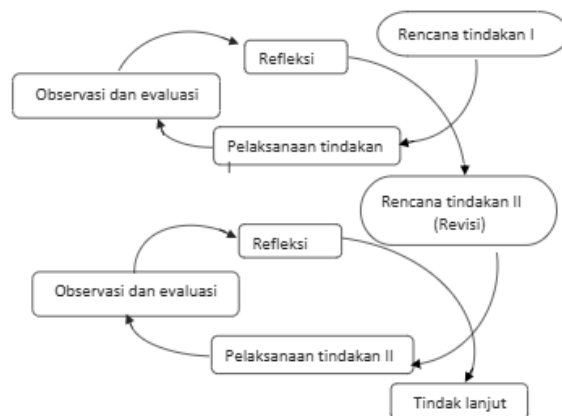 Rencana tindakan I
Refleksi
Observasi dan evaluasi
Pelaksanaan tindakan
I
Rencana tindakan II
(Revisi)
Refleksi
Observasi dan evaluasi
Pelaksanaan tindakan II
Tindak lanjut